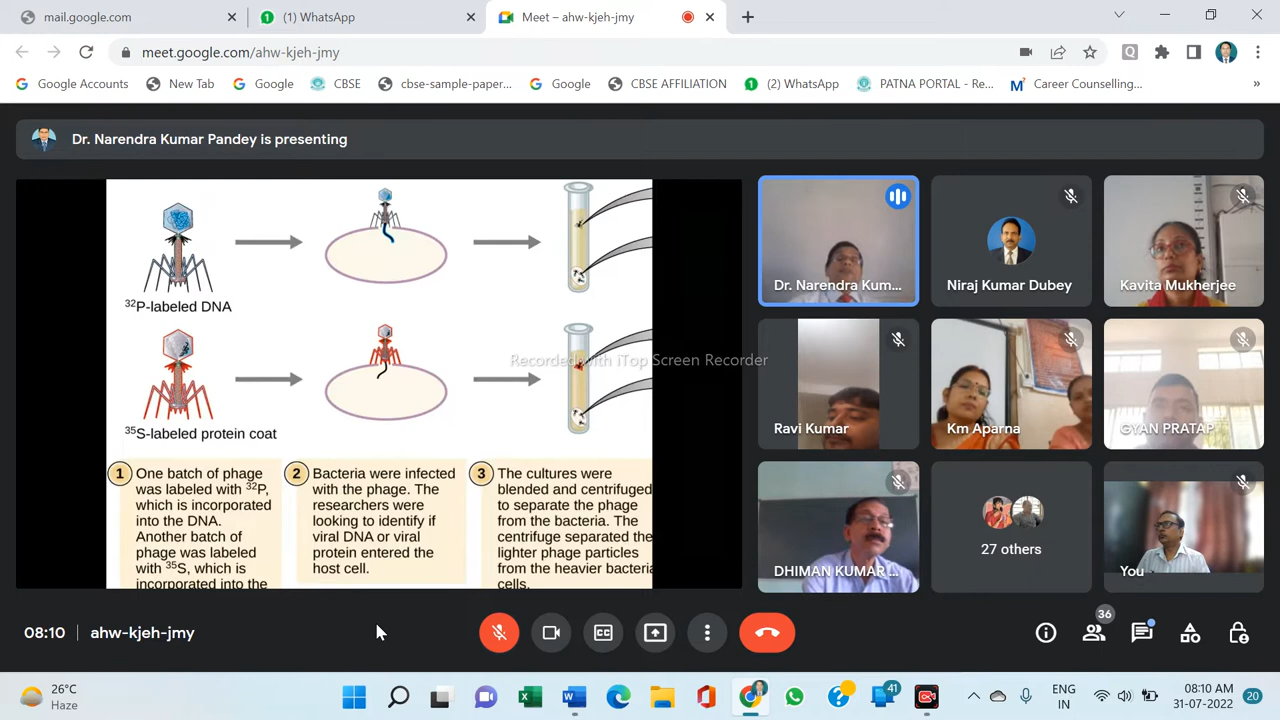 mail.google.com
(1) WhatsApp
Meet – ahw-kjeh-jmy
meet.google.com/ahw-kjeh-jmy
Google Accounts
New Tab
Google
CBSE
cbse-sample-paper...
Google
CBSE AFFILIATION
(2) WhatsApp
PATNA PORTAL - Re...
Career Counselling...
»
Dr. Narendra Kumar Pandey is presenting
32P-labeled DNA
35S-labeled protein coat
1 One batch of phage
was labeled with 32P,
which is incorporated
into the DNA.
Another batch of
phage was labeled
with 35S, which is
incorporated into the
2 Bacteria were infected
with the phage. The
researchers were
looking to identify if
viral DNA or viral
protein entered the
host cell.
3 The cultures were
blended and centrifuged
to separate the phage
from the bacteria. The
centrifuge separated the
lighter phage particles
from the heavier bacteria
cells.
Recorded with iTop Screen Recorder
Dr. Narendra Kum...
Niraj Kumar Dubey
Kavita Mukherjee
Ravi Kumar
Km Aparna
GYAN PRATAP
DHIMAN KUMAR ...
27 others
You
08:10 | ahw-kjeh-jmy
36
26°C
Haze
41
ENG
IN
08:10 AM
31-07-2022
20